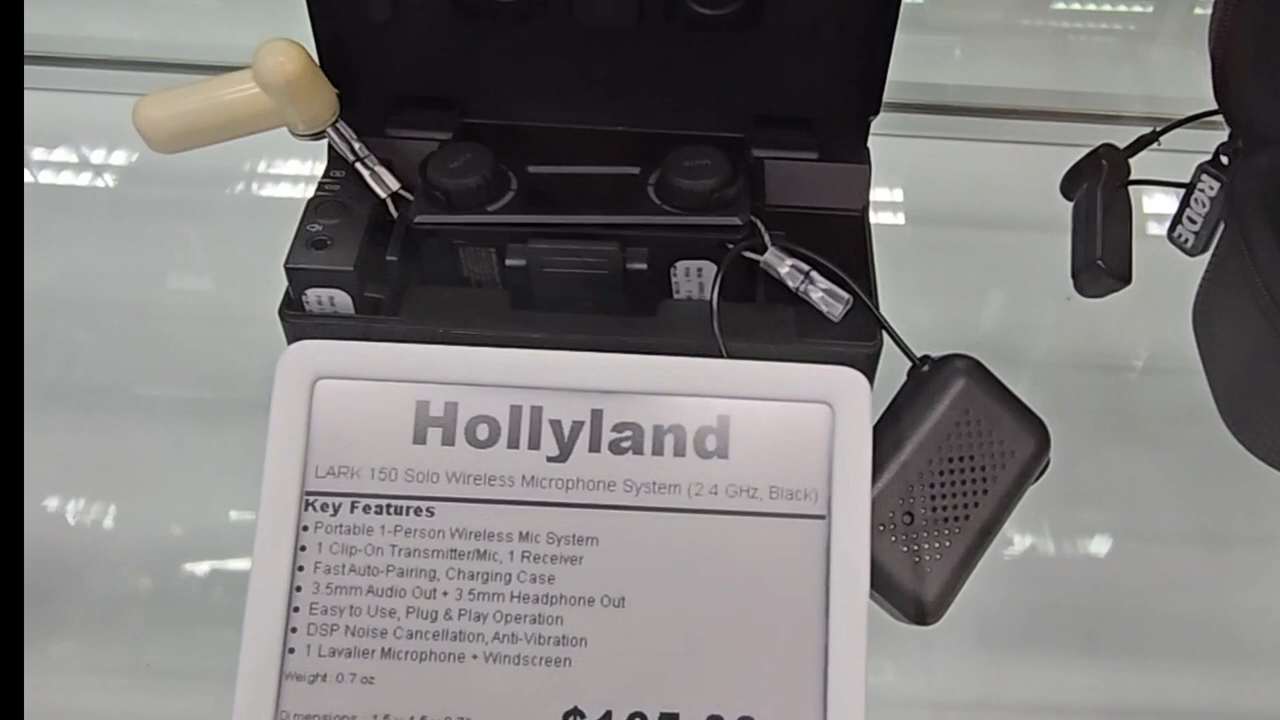 RØDE
Hollyland
LARK 150 Solo Wireless Microphone System (2.4 GHz, Black)
Key Features
• Portable 1-Person Wireless Mic System
• 1 Clip-On Transmitter/Mic, 1 Receiver
• Fast Auto-Pairing, Charging Case
• 3.5mm Audio Out + 3.5mm Headphone Out
• Easy to Use, Plug & Play Operation
• DSP Noise Cancellation, Anti-Vibration
• 1 Lavalier Microphone + Windscreen
Weight: 0.7 oz
Dimensions